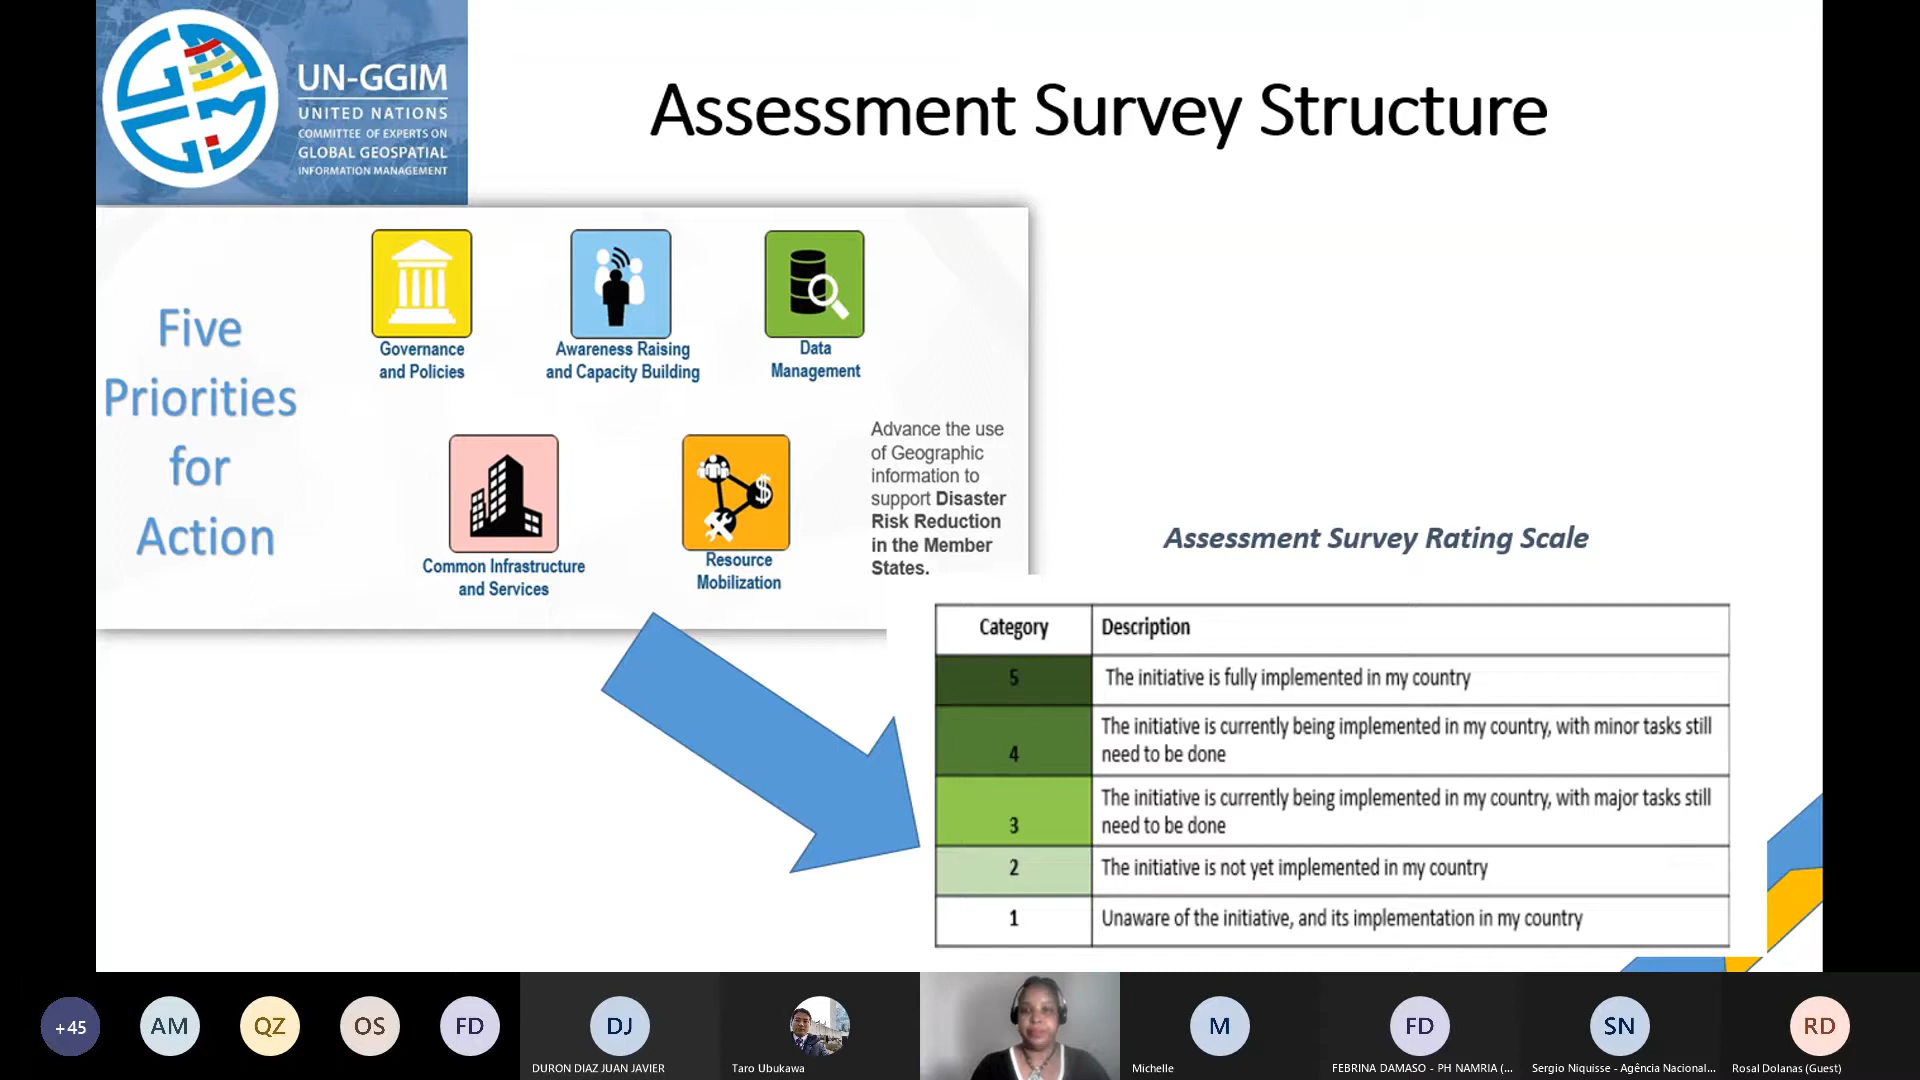 UN-GGIM
UNITED NATIONS
COMMITTEE OF EXPERTS ON
GLOBAL GEOSPATIAL
INFORMATION MANAGEMENT
Assessment Survey Structure
Five
Priorities
for
Action
Governance
and Policies
Awareness Raising
and Capacity Building
Data
Management
Common Infrastructure
and Services
Resource
Mobilization
Advance the use
of Geographic
information to
support Disaster
Risk Reduction
in the Member
States.
Assessment Survey Rating Scale
Category Description
5 The initiative is fully implemented in my country
4 The initiative is currently being implemented in my country, with minor tasks still
need to be done
3 The initiative is currently being implemented in my country, with major tasks still
need to be done
2 The initiative is not yet implemented in my country
1 Unaware of the initiative, and its implementation in my country
+45
AM
QZ
OS
FD
DJ
DURON DIAZ JUAN JAVIER
Taro Ubukawa
M
Michelle
FD
FEBRINA DAMASO - PH NAMRIA (...
SN
Sergio Niquisse - Agência Nacional...
RD
Rosal Dolanas (Guest)